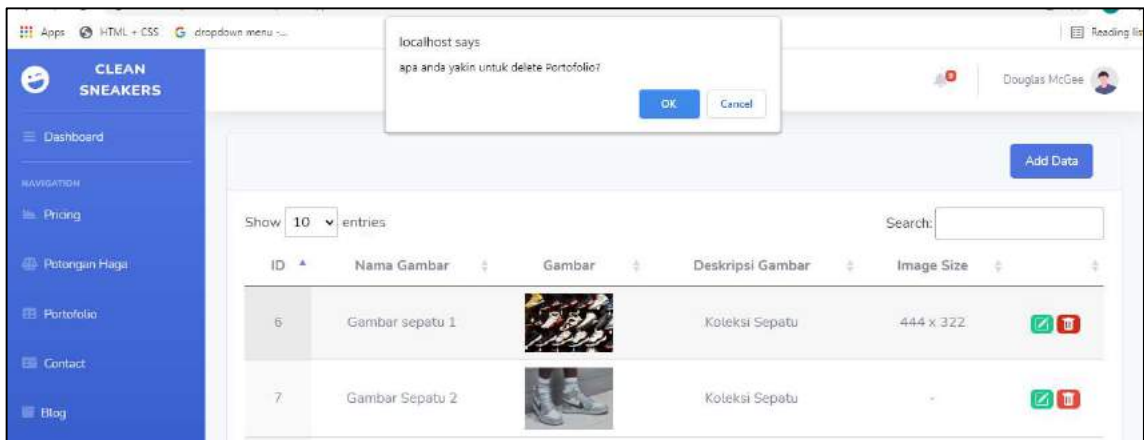 Apps HTML + CSS dropdown menu -... Reading lis
localhost says
apa anda yakin untuk delete Portofolio?
OK Cancel
CLEAN
SNEAKERS
Douglas McGee
Dashboard
Add Data
NAVIGATION
Pricing
Show 10 entries Search:
Potongan Haga
ID Nama Gambar Gambar Deskripsi Gambar Image Size
Portofolio
6 Gambar sepatu 1 Koleksi Sepatu 444 x 322
Contact
7 Gambar Sepatu 2 Koleksi Sepatu -
Blog